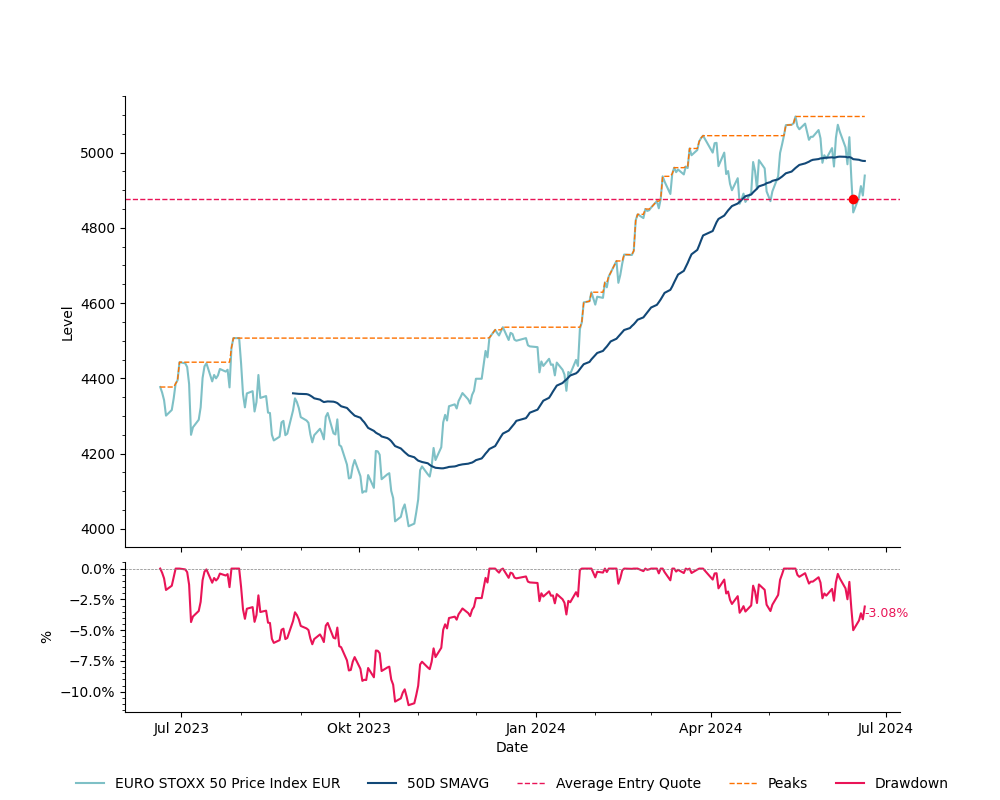 5000
4800
4600
4400
4200
4000
Level
0.0%
−2.5%
−5.0%
−7.5%
−10.0%
%
-3.08%
Jul 2023
Okt 2023
Jan 2024
Apr 2024
Jul 2024
Date
EURO STOXX 50 Price Index EUR
50D SMAVG
Average Entry Quote
Peaks
Drawdown